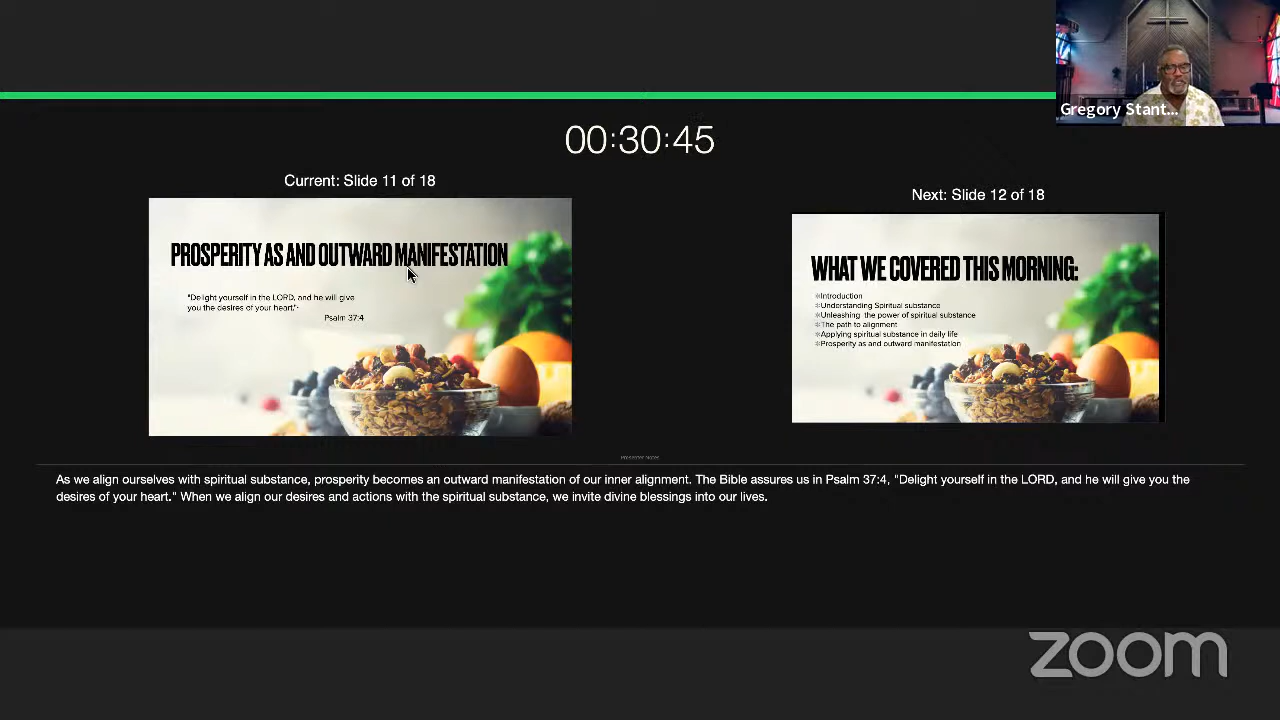 Gregory Stant...
00:30:45
Current: Slide 11 of 18
PROSPERITY AS AND OUTWARD MANIFESTATION
"Delight yourself in the LORD, and he will give
you the desires of your heart."-
Psalm 37:4
Next: Slide 12 of 18
WHAT WE COVERED THIS MORNING:
Introduction
Understanding Spiritual substance
Unleashing the power of spiritual substance
The path to alignment
Applying spiritual substance in daily life
Prosperity as and outward manifestation
Presenter Notes
As we align ourselves with spiritual substance, prosperity becomes an outward manifestation of our inner alignment. The Bible assures us in Psalm 37:4, "Delight yourself in the LORD, and he will give you the
desires of your heart." When we align our desires and actions with the spiritual substance, we invite divine blessings into our lives.
zoom